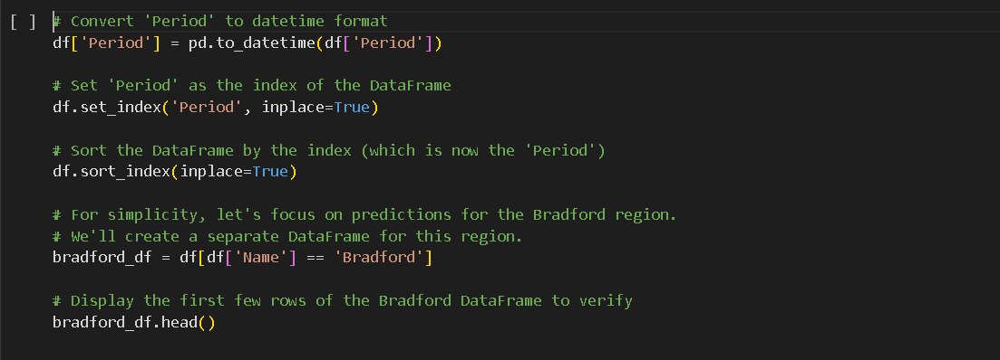 [ ]
# Convert 'Period' to datetime format
df['Period'] = pd.to_datetime(df['Period'])
# Set 'Period' as the index of the DataFrame
df.set_index('Period', inplace=True)
# Sort the DataFrame by the index (which is now the 'Period')
df.sort_index(inplace=True)
# For simplicity, let's focus on predictions for the Bradford region.
# We'll create a separate DataFrame for this region.
bradford_df = df[df['Name'] == 'Bradford']
# Display the first few rows of the Bradford DataFrame to verify
bradford_df.head()